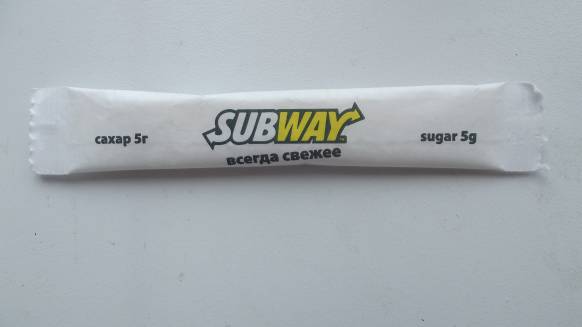 сахар 5г
SUBWAY
всегда свежее
sugar 5g